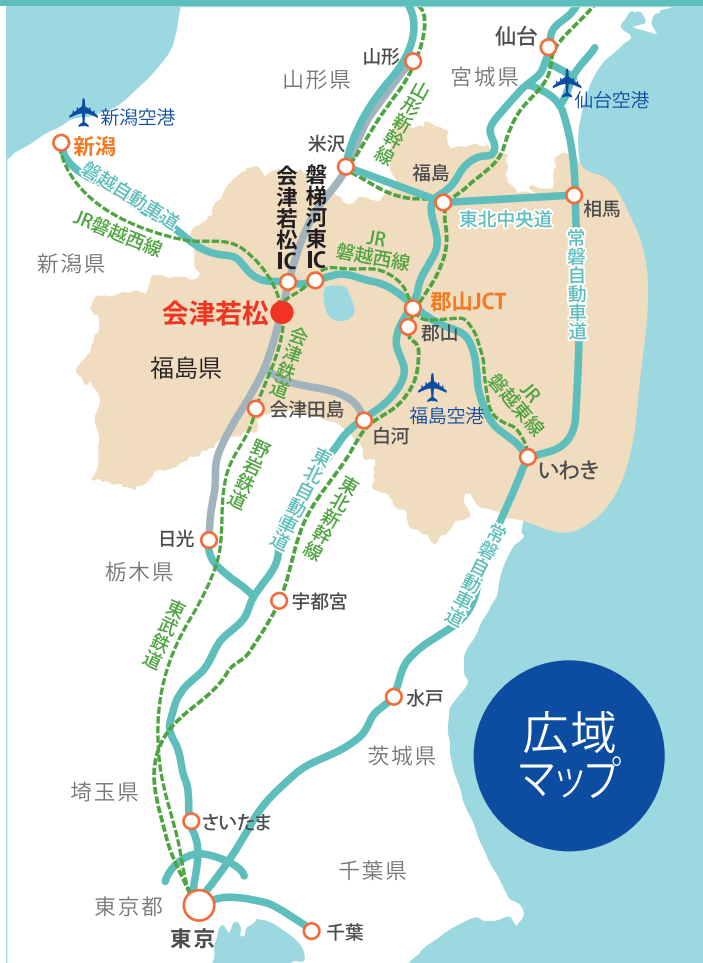 仙台
山形
山形県
宮城県
山形新幹線
仙台空港
新潟空港
新潟
米沢
福島
磐越自動車道
会津若松IC
磐梯河東IC
東北中央道
相馬
JR磐越西線
JR
磐越西線
常磐自動車道
新潟県
会津若松
郡山JCT
郡山
会津鉄道
福島県
福島空港
JR
磐越東線
会津田島
白河
いわき
野岩鉄道
東北自動車道
東北新幹線
日光
常磐自動車道
栃木県
宇都宮
東武鉄道
水戸
広域
マップ
茨城県
埼玉県
さいたま
千葉県
東京都
東京
千葉